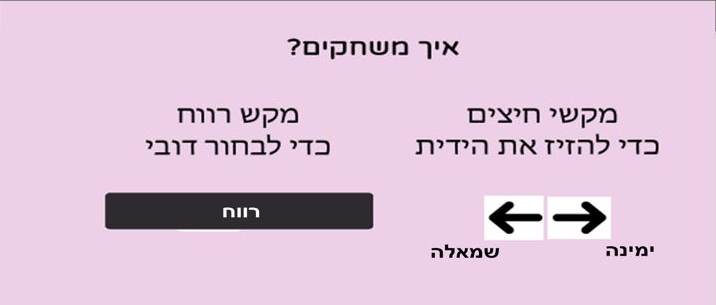 איך משחקים?
מקשי חיצים
כדי להזיז את הידית
ימינה
שמאלה
מקש רווח
כדי לבחור דובי
רווח